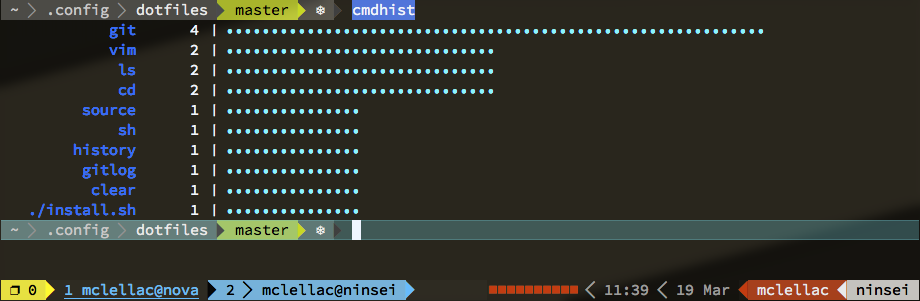 ~ .config dotfiles master ❄ cmdhist
git 4 | ••••••••••••••••••••••••••••••••••••••••••••••••••••••••••••
vim 2 | ••••••••••••••••••••••••••••••
ls 2 | ••••••••••••••••••••••••••••••
cd 2 | ••••••••••••••••••••••••••••••
source 1 | •••••••••••••••
sh 1 | •••••••••••••••
history 1 | •••••••••••••••
gitlog 1 | •••••••••••••••
clear 1 | •••••••••••••••
./install.sh 1 | •••••••••••••••
~ .config dotfiles master ❄
0 1 mclellac@nova 2 mclellac@ninsei 11:39 19 Mar mclellac ninsei